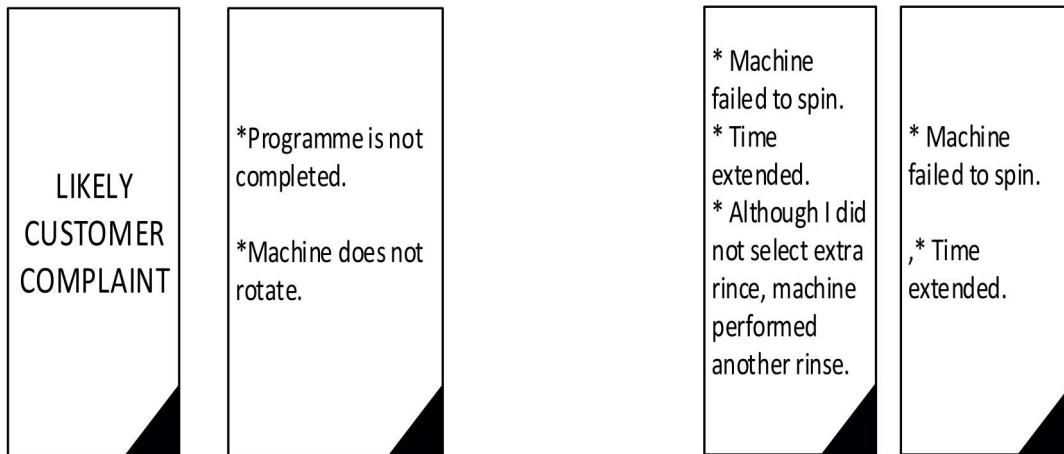 LIKELY
CUSTOMER
COMPLAINT
*Programme is not
completed.
*Machine does not
rotate.
* Machine
failed to spin.
* Time
extended.
* Although I did
not select extra
rince, machine
performed
another rinse.
* Machine
failed to spin.
,* Time
extended.